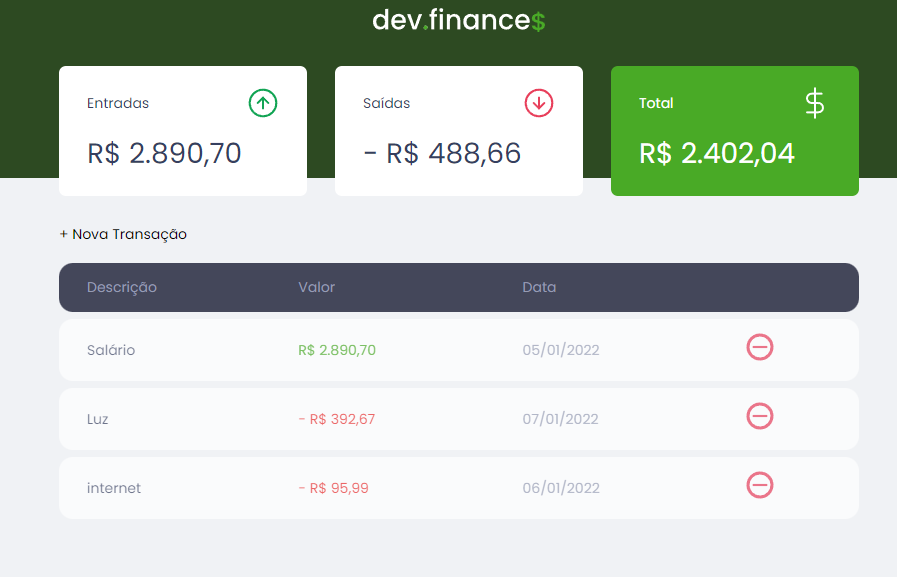 dev.finance$
Entradas
R$ 2.890,70
Saídas
- R$ 488,66
Total
$
R$ 2.402,04
+ Nova Transação
Descrição Valor Data
Salário R$ 2.890,70 05/01/2022
Luz - R$ 392,67 07/01/2022
internet - R$ 95,99 06/01/2022